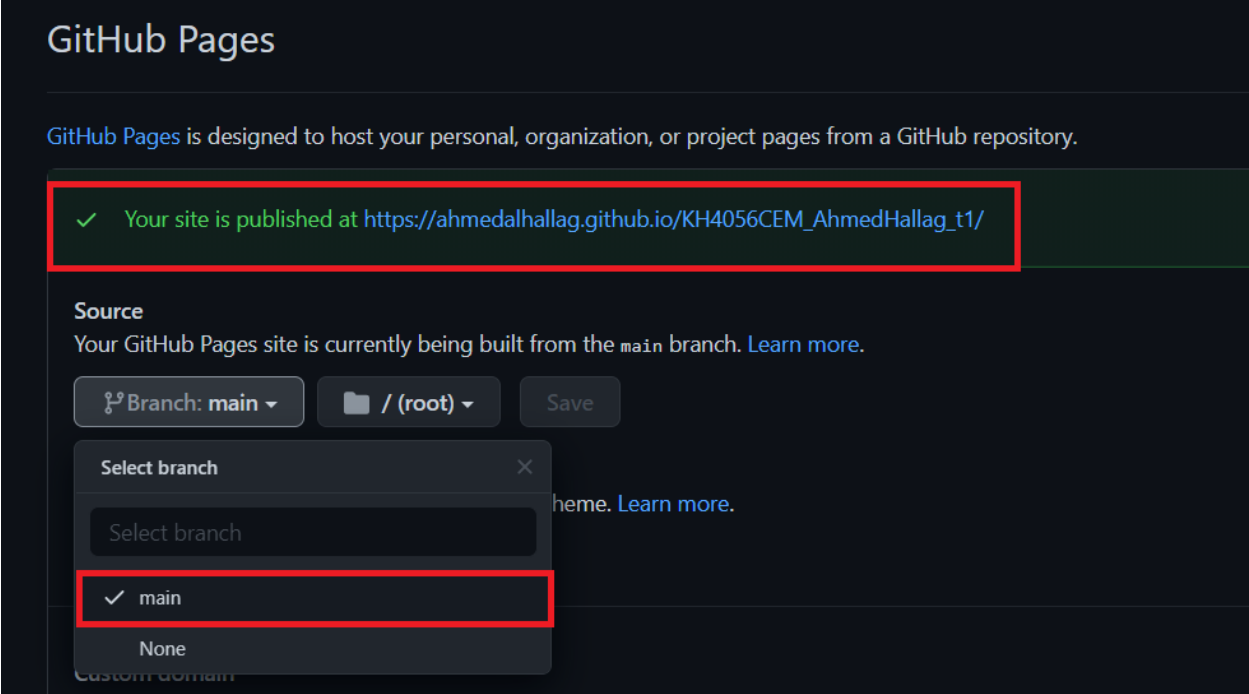 GitHub Pages
GitHub Pages is designed to host your personal, organization, or project pages from a GitHub repository.
Your site is published at https://ahmedalhallag.github.io/KH4056CEM_AhmedHallag_t1/
Source
Your GitHub Pages site is currently being built from the main branch. Learn more.
Branch: main / (root) Save
Select branch
heme. Learn more.
Select branch
main
None
Custom domain